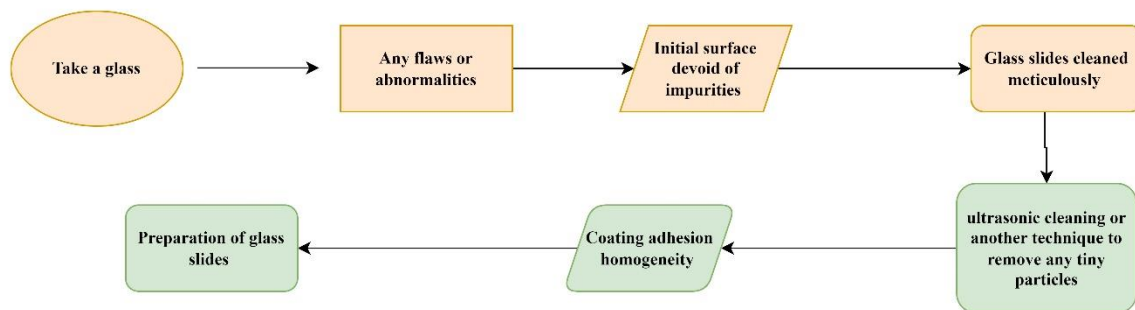 Take a glass
Any flaws or
abnormalities
Initial surface
devoid of
impurities
Glass slides cleaned
mcticulously
ultrasonic cleaning or
another technique to
remove any tiny
particles
Coating adhesion
homogeneity
Preparation of glass
slides